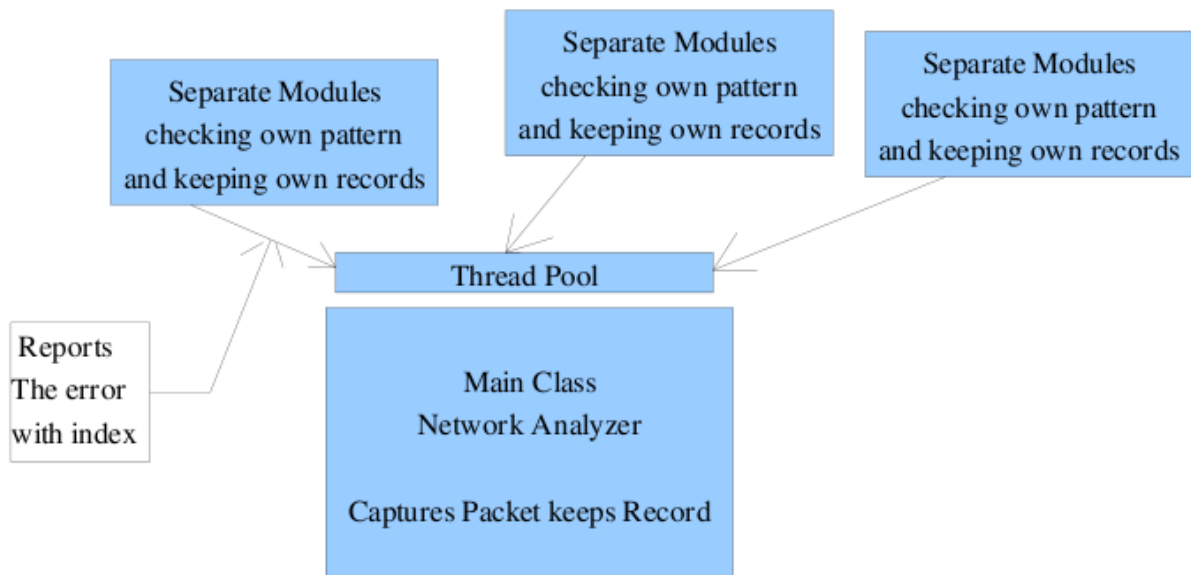 Separate Modules
checking own pattern
and keeping own records
Separate Modules
checking own pattern
and keeping own records
Separate Modules
checking own pattern
and keeping own records
Thread Pool
Reports
The error
with index
Main Class
Network Analyzer
Captures Packet keeps Record